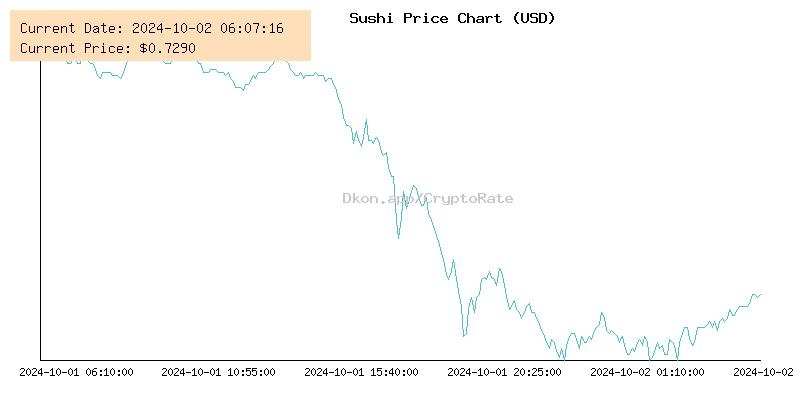 Sushi Price Chart (USD)
Current Date: 2024-10-02 06:07:16
Current Price: $0.7290
Dkon.app/CryptoRate
2024-10-01 06:10:00 2024-10-01 10:55:00 2024-10-01 15:40:00 2024-10-01 20:25:00 2024-10-02 01:10:00 2024-10-02